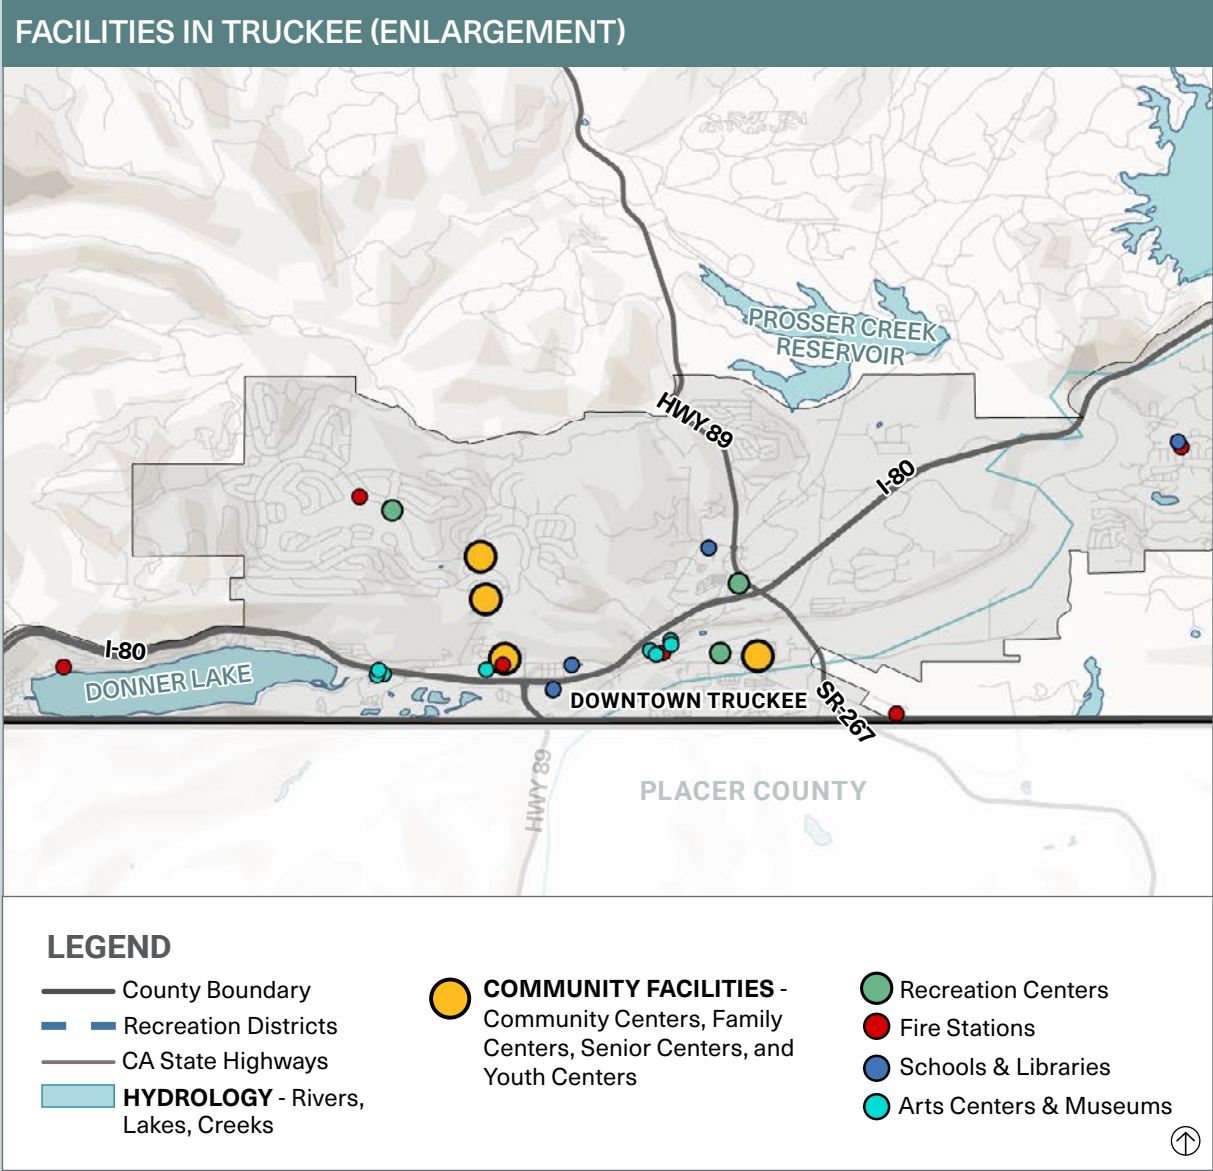 FACILITIES IN TRUCKEE (ENLARGEMENT)
PROSSER CREEK
RESERVOIR
HWY 89
I-80
I-80
DONNER LAKE
DOWNTOWN TRUCKEE
SR-267
HWY 89
PLACER COUNTY
LEGEND
County Boundary
Recreation Districts
CA State Highways
HYDROLOGY - Rivers,
Lakes, Creeks
COMMUNITY FACILITIES -
Community Centers, Family
Centers, Senior Centers, and
Youth Centers
Recreation Centers
Fire Stations
Schools & Libraries
Arts Centers & Museums